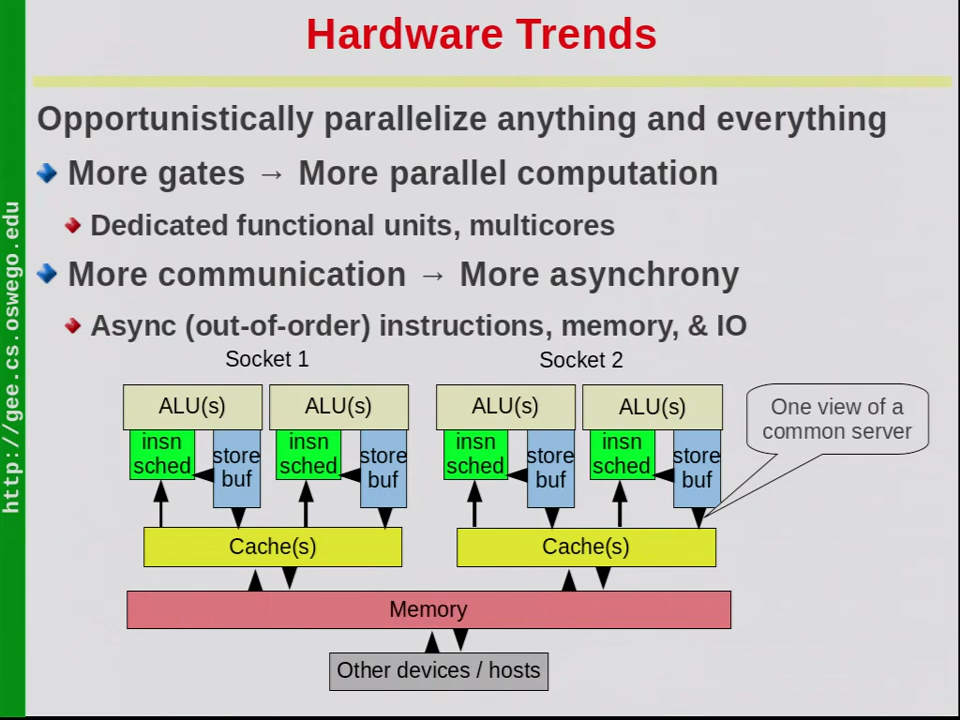 Hardware Trends
Opportunistically parallelize anything and everything
More gates → More parallel computation
Dedicated functional units, multicores
More communication → More asynchrony
Async (out-of-order) instructions, memory, & IO
Socket 1
Socket 2
ALU(s)
ALU(s)
ALU(s)
ALU(s)
insn
sched
store
buf
insn
sched
store
buf
insn
sched
store
buf
insn
sched
store
buf
One view of a
common server
Cache(s)
Cache(s)
Memory
Other devices / hosts
http://gee.cs.oswego.edu